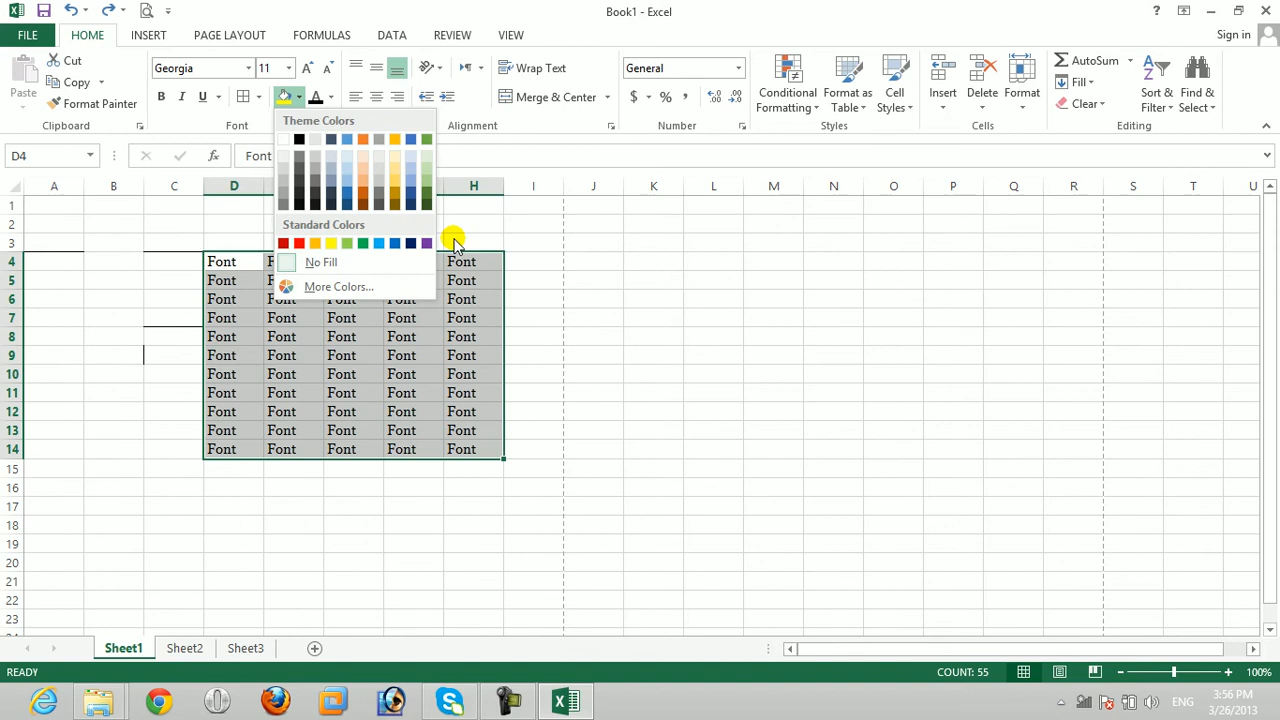 Book1 - Excel
?
FILE HOME INSERT PAGE LAYOUT FORMULAS DATA REVIEW VIEW Sign in
Paste
Cut
Copy
Format Painter
Clipboard
Georgia 11
B I U
Font
Wrap Text
Merge & Center
Alignment
General
$ % ,
Number
Conditional Formatting
Format as Table
Cell Styles
Styles
Insert
Delete
Format
Cells
AutoSum
Fill
Clear
Sort & Filter
Find & Select
Editing
Theme Colors
Standard Colors
No Fill
More Colors...
D4 fx Font
A B C D H I J K L M N O P Q R S T U
1
2
3
4 Font F Font
5 Font Font
6 Font Font Font Font Font
7 Font Font Font Font Font
8 Font Font Font Font Font
9 Font Font Font Font Font
10 Font Font Font Font Font
11 Font Font Font Font Font
12 Font Font Font Font Font
13 Font Font Font Font Font
14 Font Font Font Font Font
15
16
17
18
19
20
21
22
23
Sheet1 Sheet2 Sheet3
READY COUNT: 55 100%
ENG 3:56 PM
3/26/2013